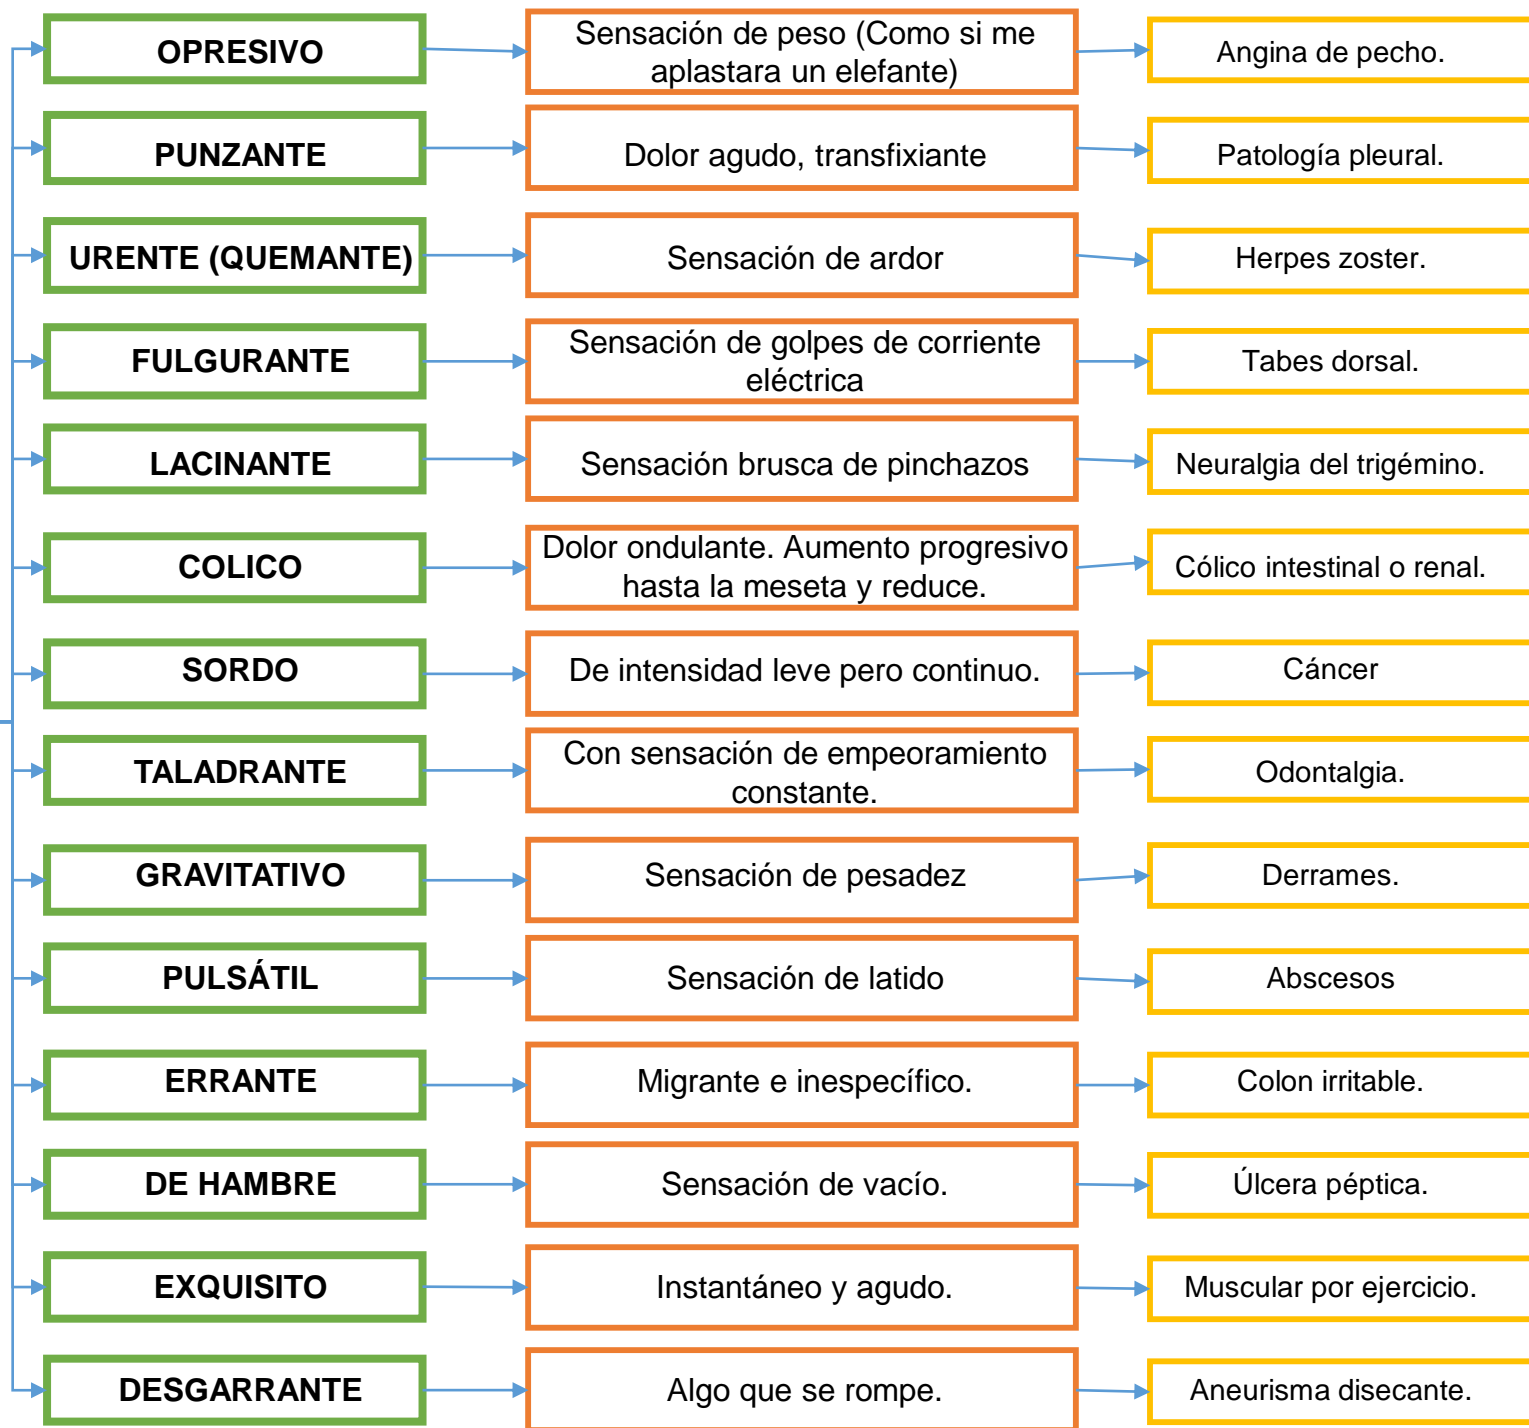 OPRESIVO
Sensación de peso (Como si me
aplastara un elefante)
Angina de pecho.
PUNZANTE
Dolor agudo, transfixiante
Patología pleural.
URENTE (QUEMANTE)
Sensación de ardor
Herpes zoster.
FULGURANTE
Sensación de golpes de corriente
eléctrica
Tabes dorsal.
LACINANTE
Sensación brusca de pinchazos
Neuralgia del trigémino.
COLICO
Dolor ondulante. Aumento progresivo
hasta la meseta y reduce.
Cólico intestinal o renal.
SORDO
De intensidad leve pero continuo.
Cáncer
TALADRANTE
Con sensación de empeoramiento
constante.
Odontalgia.
GRAVITATIVO
Sensación de pesadez
Derrames.
PULSÁTIL
Sensación de latido
Abscesos
ERRANTE
Migrante e inespecífico.
Colon irritable.
DE HAMBRE
Sensación de vacío.
Úlcera péptica.
EXQUISITO
Instantáneo y agudo.
Muscular por ejercicio.
DESGARRANTE
Algo que se rompe.
Aneurisma disecante.